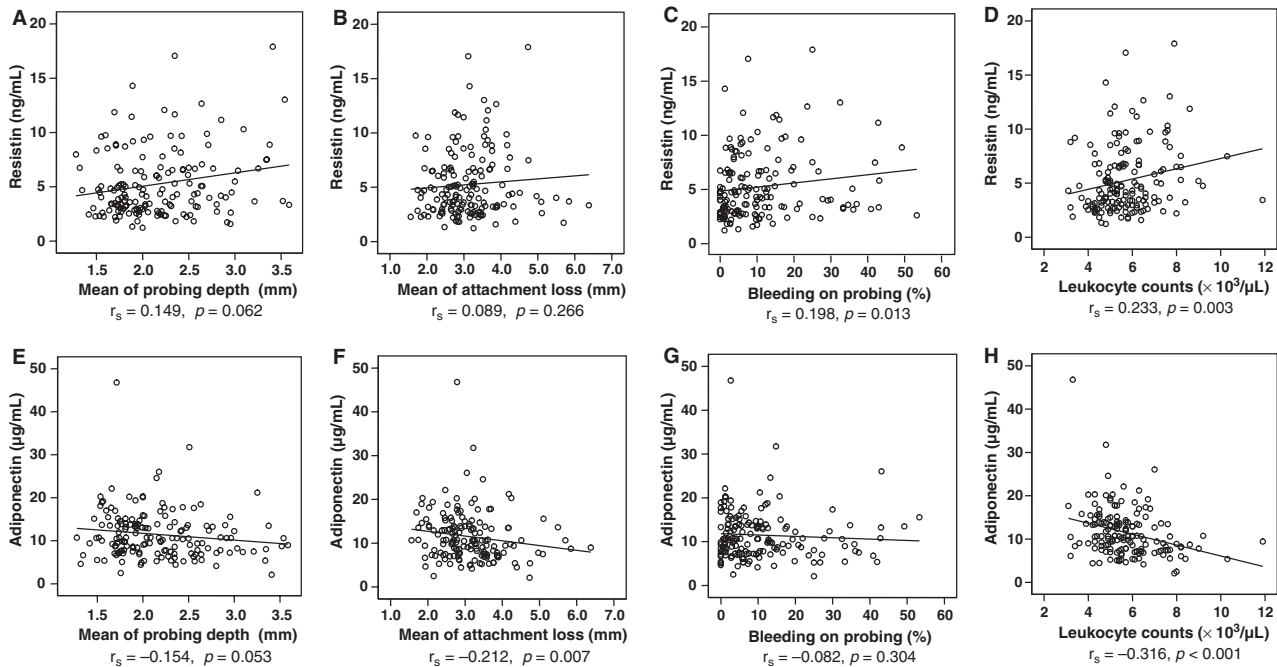 A
Resistin (ng/mL)
20
15
10
5
0
1.5 2.0 2.5 3.0 3.5
Mean of probing depth (mm)
rs = 0.149, p = 0.062
B
Resistin (ng/mL)
20
15
10
5
0
1.0 2.0 3.0 4.0 5.0 6.0 7.0
Mean of attachment loss (mm)
rs = 0.089, p = 0.266
C
Resistin (ng/mL)
20
15
10
5
0
0 10 20 30 40 50 60
Bleeding on probing (%)
rs = 0.198, p = 0.013
D
Resistin (ng/mL)
20
15
10
5
0
2 4 6 8 10 12
Leukocyte counts (× 10³/µL)
rs = 0.233, p = 0.003
E
Adiponectin (µg/mL)
50
40
30
20
10
0
1.5 2.0 2.5 3.0 3.5
Mean of probing depth (mm)
rs = –0.154, p = 0.053
F
Adiponectin (µg/mL)
50
40
30
20
10
0
1.0 2.0 3.0 4.0 5.0 6.0 7.0
Mean of attachment loss (mm)
rs = –0.212, p = 0.007
G
Adiponectin (µg/mL)
50
40
30
20
10
0
0 10 20 30 40 50 60
Bleeding on probing (%)
rs = –0.082, p = 0.304
H
Adiponectin (µg/mL)
50
40
30
20
10
0
2 4 6 8 10 12
Leukocyte counts (× 10³/µL)
rs = –0.316, p < 0.001